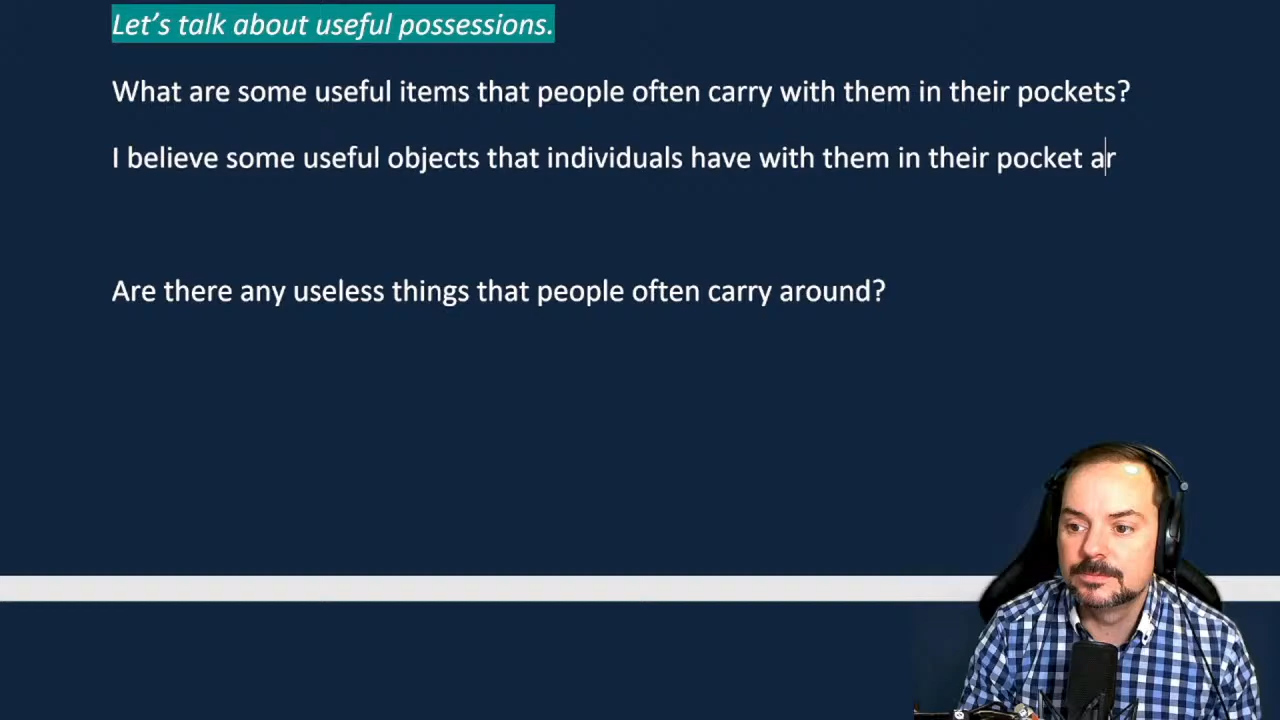 Let’s talk about useful possessions.
What are some useful items that people often carry with them in their pockets?
I believe some useful objects that individuals have with them in their pocket ar
Are there any useless things that people often carry around?